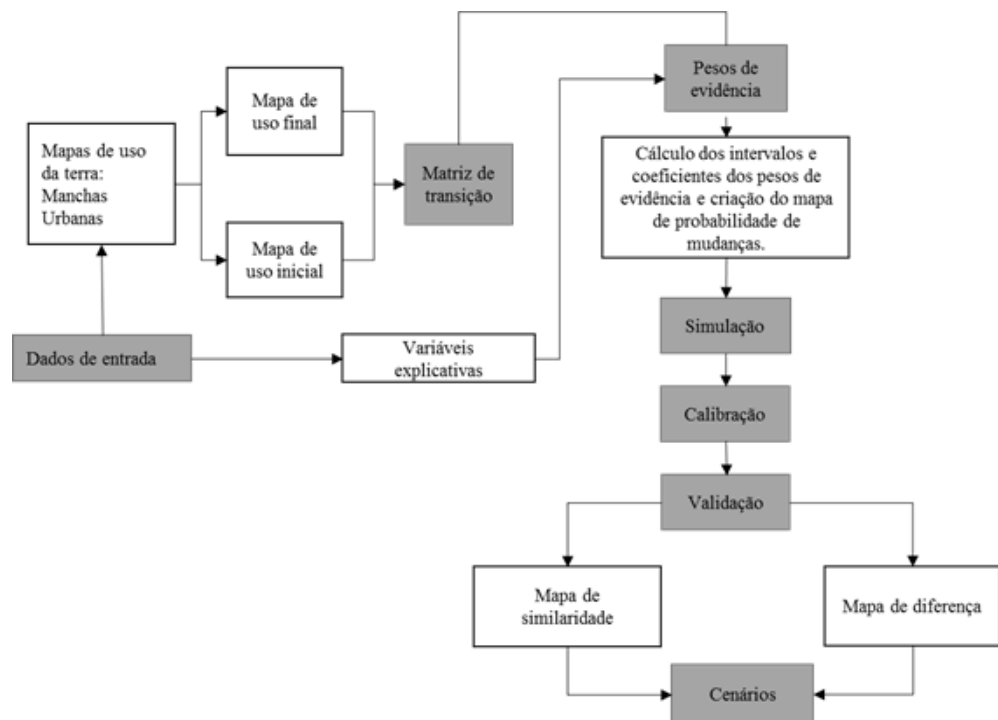 Pesos de
evidência
Mapa de
uso final
Mapas de uso
da terra:
Manchas
Urbanas
Matriz de
transição
Cálculo dos intervalos e
coeficientes dos pesos de
evidência e criação do mapa
de probabilidade de
mudanças.
Mapa de
uso inicial
Simulação
Dados de entrada
Variáveis
explicativas
Calibração
Validação
Mapa de
similaridade
Mapa de diferença
Cenários